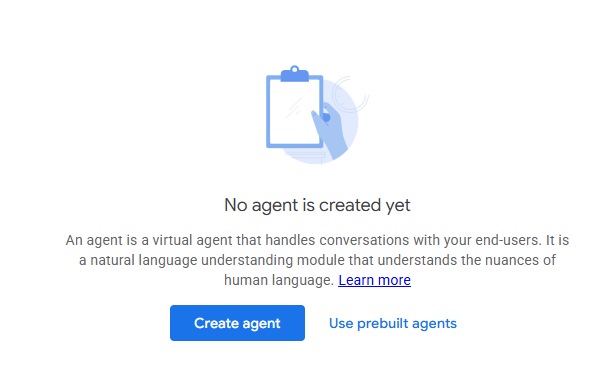 No agent is created yet
An agent is a virtual agent that handles conversations with your end-users. It is
a natural language understanding module that understands the nuances of
human language. Learn more
Create agent
Use prebuilt agents